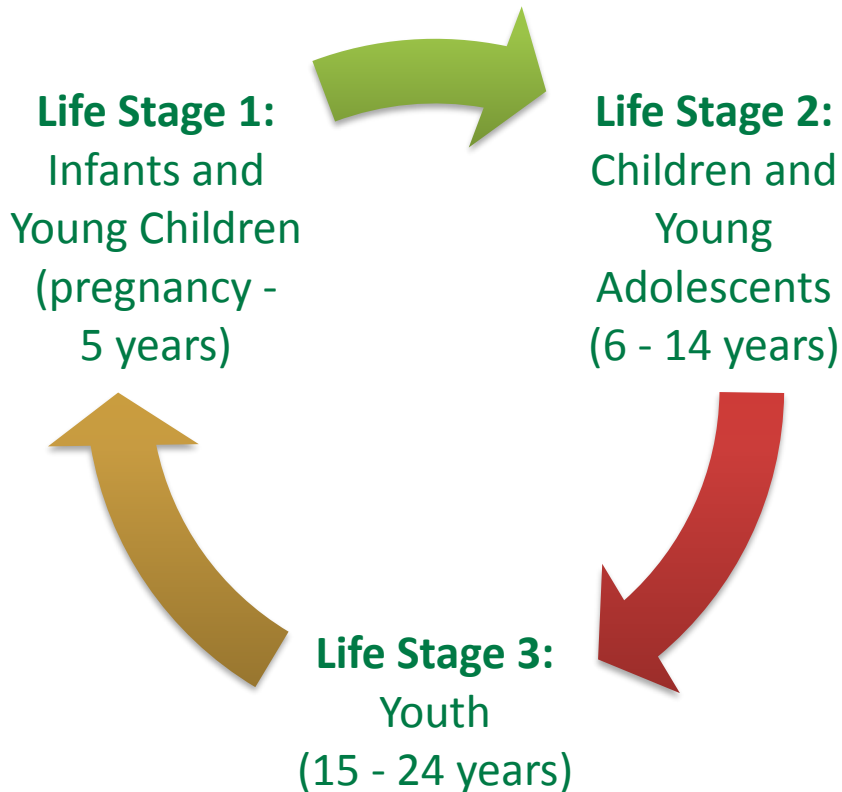 Life Stage 1:
Infants and
Young Children
(pregnancy -
5 years)
Life Stage 2:
Children and
Young
Adolescents
(6 - 14 years)
Life Stage 3:
Youth
(15 - 24 years)